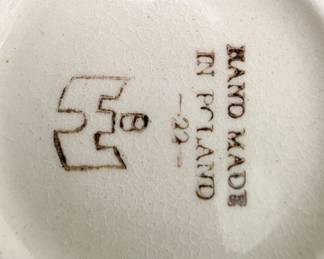 HAND MADE
IN POLAND
-22-
B